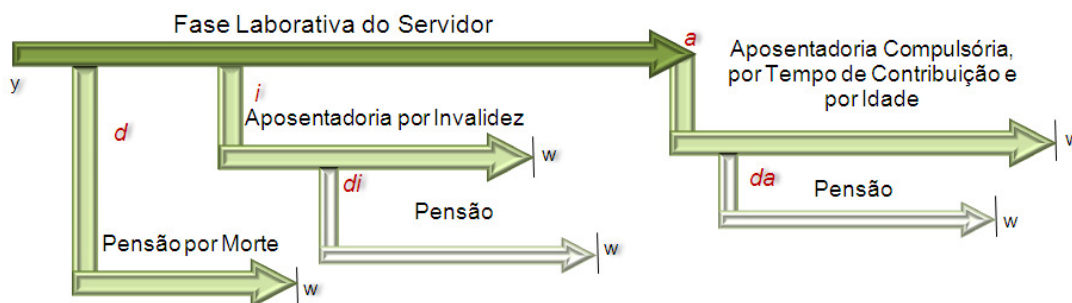 Fase Laborativa do Servidor
a
Aposentadoria Compulsória,
por Tempo de Contribuição e
por Idade
y
i
d
Aposentadoria por Invalidez
w
w
di
da
Pensão
Pensão
w
w
Pensão por Morte
w